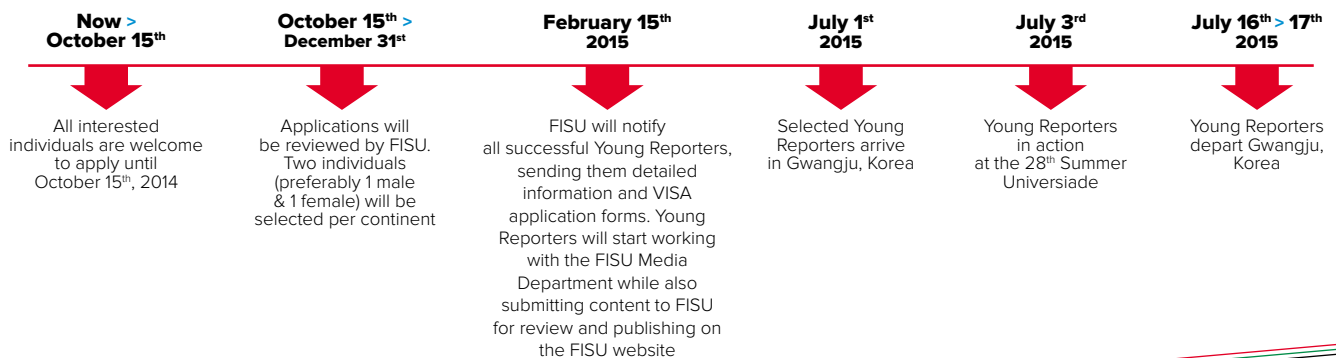 Now >
October 15th
All interested
individuals are welcome
to apply until
October 15th, 2014
October 15th >
December 31st
Applications will
be reviewed by FISU.
Two individuals
(preferably 1 male
& 1 female) will be
selected per continent
February 15th
2015
FISU will notify
all successful Young Reporters,
sending them detailed
information and VISA
application forms. Young
Reporters will start working
with the FISU Media
Department while also
submitting content to FISU
for review and publishing on
the FISU website
July 1st
2015
Selected Young
Reporters arrive
in Gwangju, Korea
July 3rd
2015
Young Reporters
in action
at the 28th Summer
Universiade
July 16th > 17th
2015
Young Reporters
depart Gwangju,
Korea